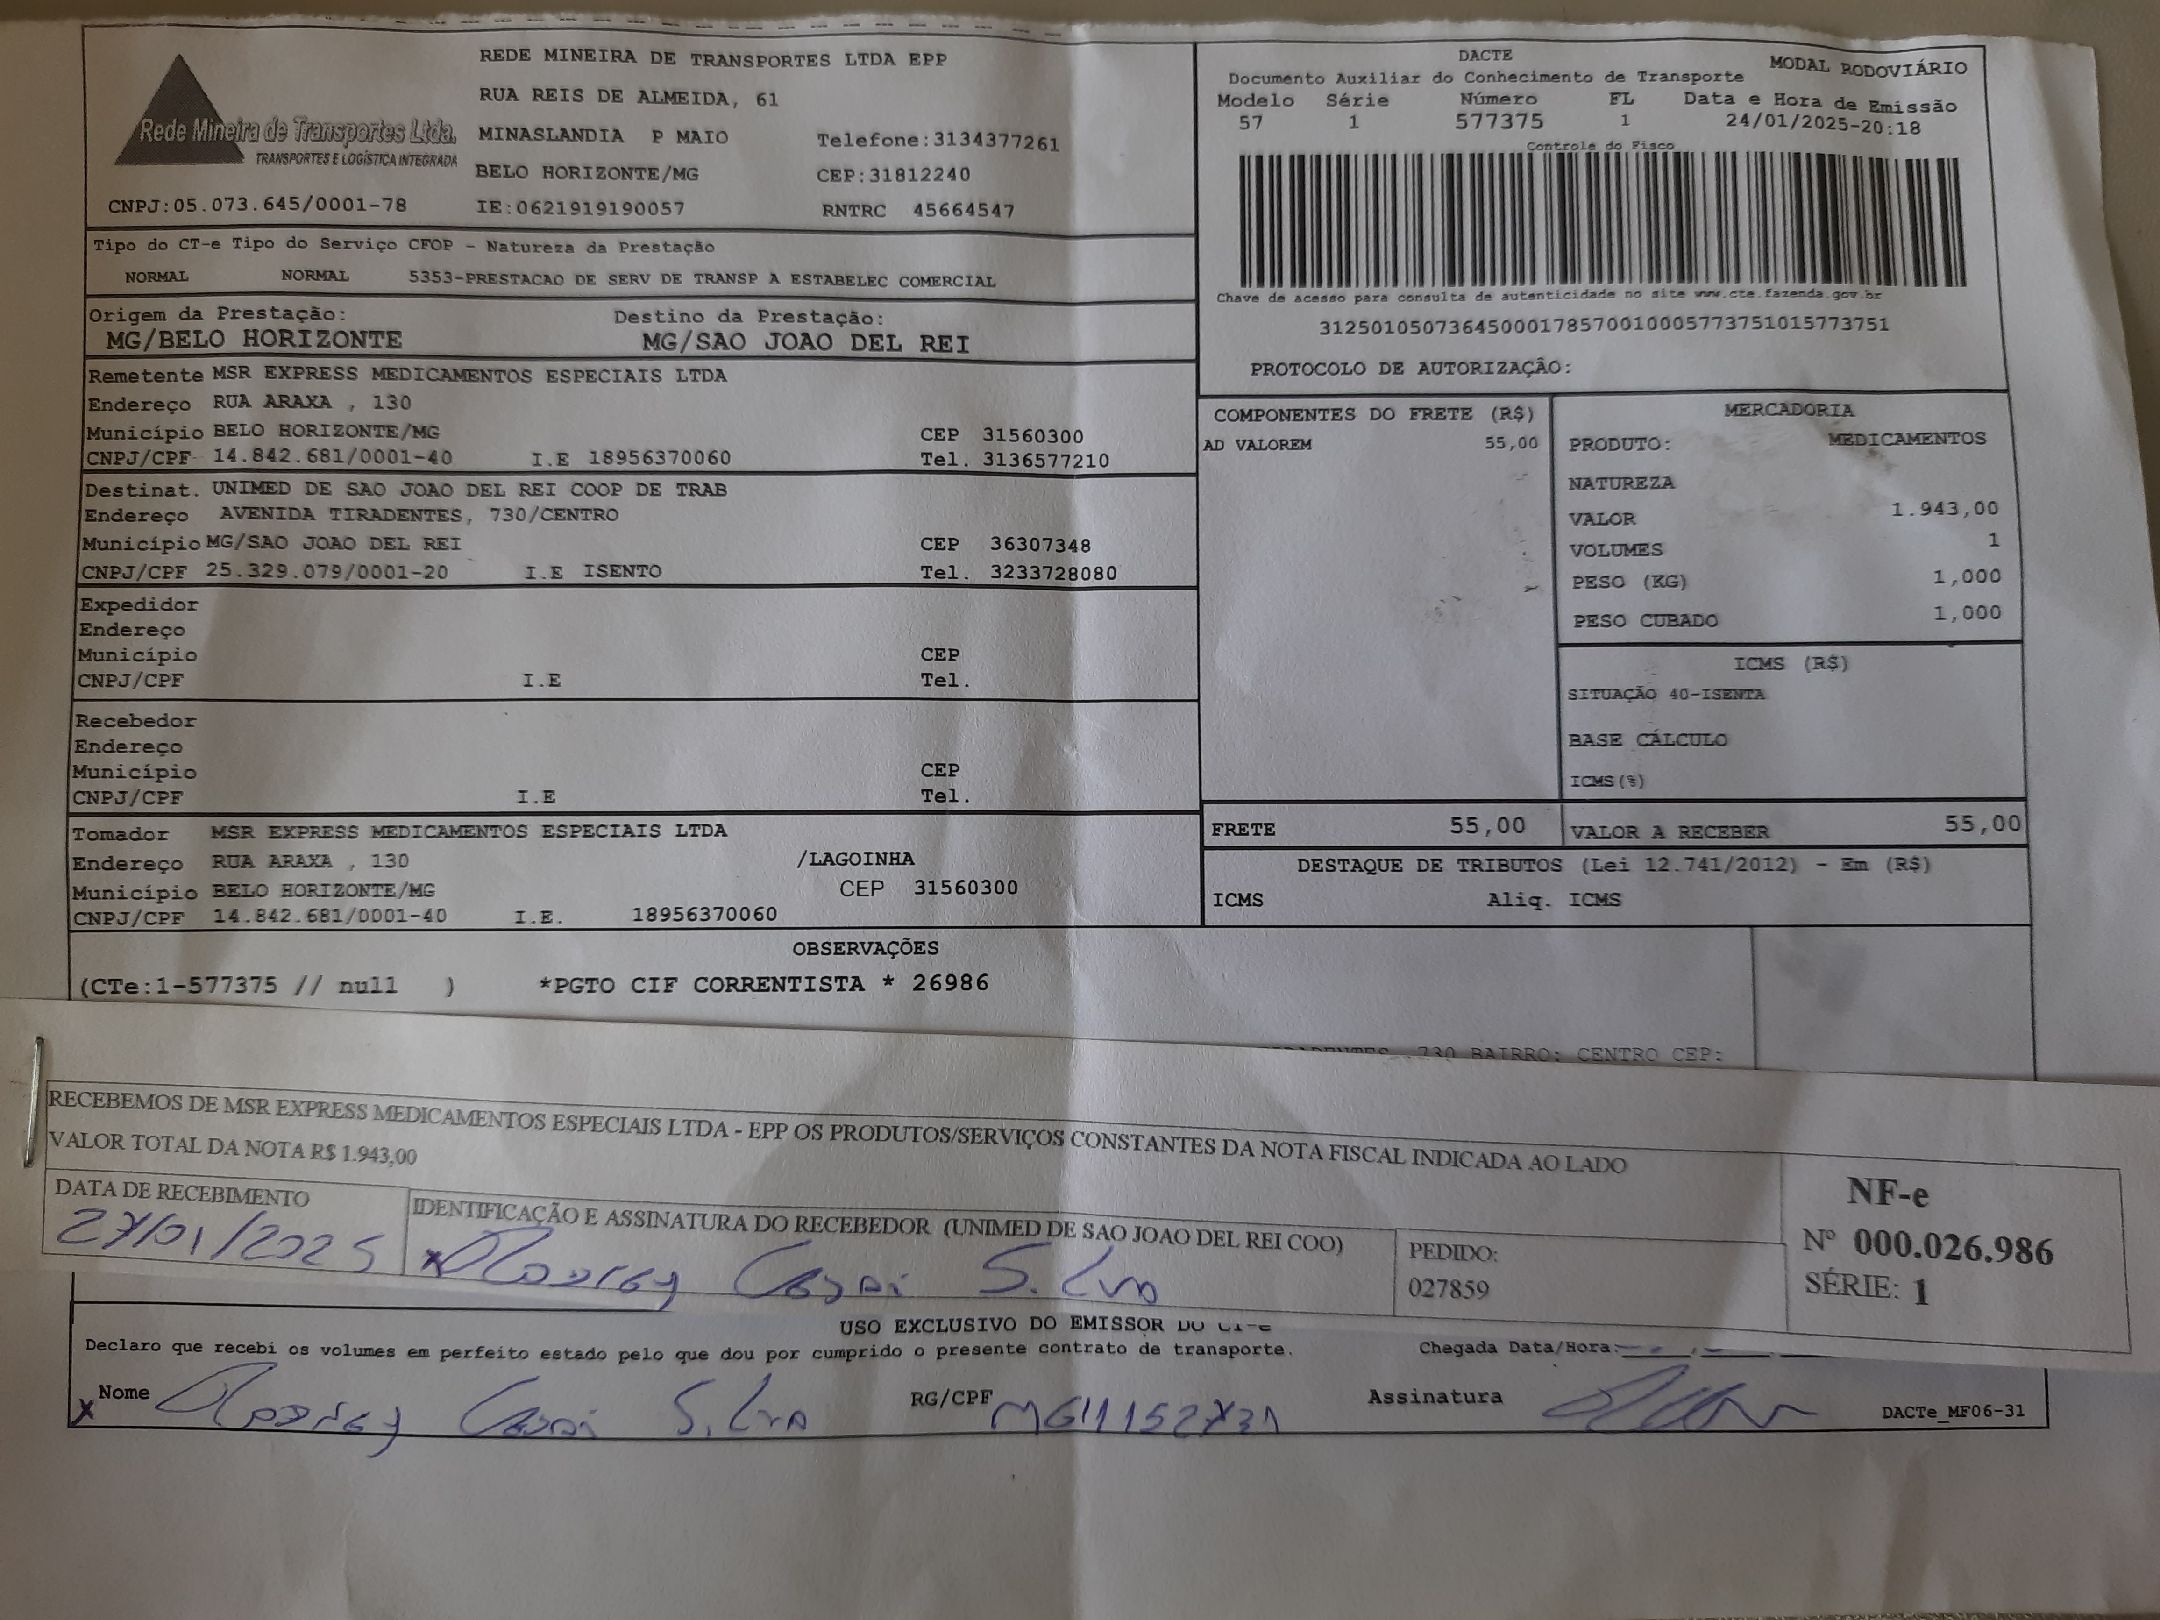 Rede Mineira de Transportes Ltda.
TRANSPORTES E LOGÍSTICA INTEGRADA
REDE MINEIRA DE TRANSPORTES LTDA EPP
RUA REIS DE ALMEIDA, 61
MINASLANDIA P MAIO Telefone:3134377261
BELO HORIZONTE/MG CEP:31812240
CNPJ:05.073.645/0001-78 IE:0621919190057 RNTRC 45664547
DACTE MODAL RODOVIÁRIO
Documento Auxiliar do Conhecimento de Transporte
Modelo Série Número FL Data e Hora de Emissão
57 1 577375 1 24/01/2025-20:18
Controle do Fisco
Chave de acesso para consulta de autenticidade no site www.cte.fazenda.gov.br
31250105073645000178570010005773751015773751
PROTOCOLO DE AUTORIZAÇÃO:
Tipo do CT-e Tipo do Serviço CFOP - Natureza da Prestação
NORMAL NORMAL 5353-PRESTACAO DE SERV DE TRANSP A ESTABELEC COMERCIAL
Origem da Prestação: Destino da Prestação:
MG/BELO HORIZONTE MG/SAO JOAO DEL REI
Remetente MSR EXPRESS MEDICAMENTOS ESPECIAIS LTDA
Endereço RUA ARAXA , 130
Município BELO HORIZONTE/MG CEP 31560300
CNPJ/CPF 14.842.681/0001-40 I.E 18956370060 Tel. 3136577210
Destinat. UNIMED DE SAO JOAO DEL REI COOP DE TRAB
Endereço AVENIDA TIRADENTES, 730/CENTRO
Município MG/SAO JOAO DEL REI CEP 36307348
CNPJ/CPF 25.329.079/0001-20 I.E ISENTO Tel. 3233728080
Expedidor
Endereço
Município CEP
CNPJ/CPF I.E Tel.
Recebedor
Endereço
Município CEP
CNPJ/CPF I.E Tel.
Tomador MSR EXPRESS MEDICAMENTOS ESPECIAIS LTDA
Endereço RUA ARAXA , 130 /LAGOINHA
Município BELO HORIZONTE/MG CEP 31560300
CNPJ/CPF 14.842.681/0001-40 I.E. 18956370060
COMPONENTES DO FRETE (R$)
AD VALOREM 55,00
MERCADORIA
PRODUTO: MEDICAMENTOS
NATUREZA
VALOR 1.943,00
VOLUMES 1
PESO (KG) 1,000
PESO CUBADO 1,000
ICMS (R$)
SITUAÇÃO 40-ISENTA
BASE CÁLCULO
ICMS(%)
FRETE 55,00 VALOR A RECEBER 55,00
DESTAQUE DE TRIBUTOS (Lei 12.741/2012) - Em (R$)
ICMS Aliq. ICMS
OBSERVAÇÕES
(CTe:1-577375 // null ) *PGTO CIF CORRENTISTA * 26986
730 BAIRRO: CENTRO CEP:
RECEBEMOS DE MSR EXPRESS MEDICAMENTOS ESPECIAIS LTDA - EPP OS PRODUTOS/SERVIÇOS CONSTANTES DA NOTA FISCAL INDICADA AO LADO
VALOR TOTAL DA NOTA R$ 1.943,00
DATA DE RECEBIMENTO
27/01/2025
IDENTIFICAÇÃO E ASSINATURA DO RECEBEDOR (UNIMED DE SAO JOAO DEL REI COO)
Silva
PEDIDO:
027859
NF-e
Nº 000.026.986
SÉRIE: 1
USO EXCLUSIVO DO EMISSOR DO CT-e
Declaro que recebi os volumes em perfeito estado pelo que dou por cumprido o presente contrato de transporte. Chegada Data/Hora:
Nome Silva RG/CPF Assinatura DACTe_MF06-31